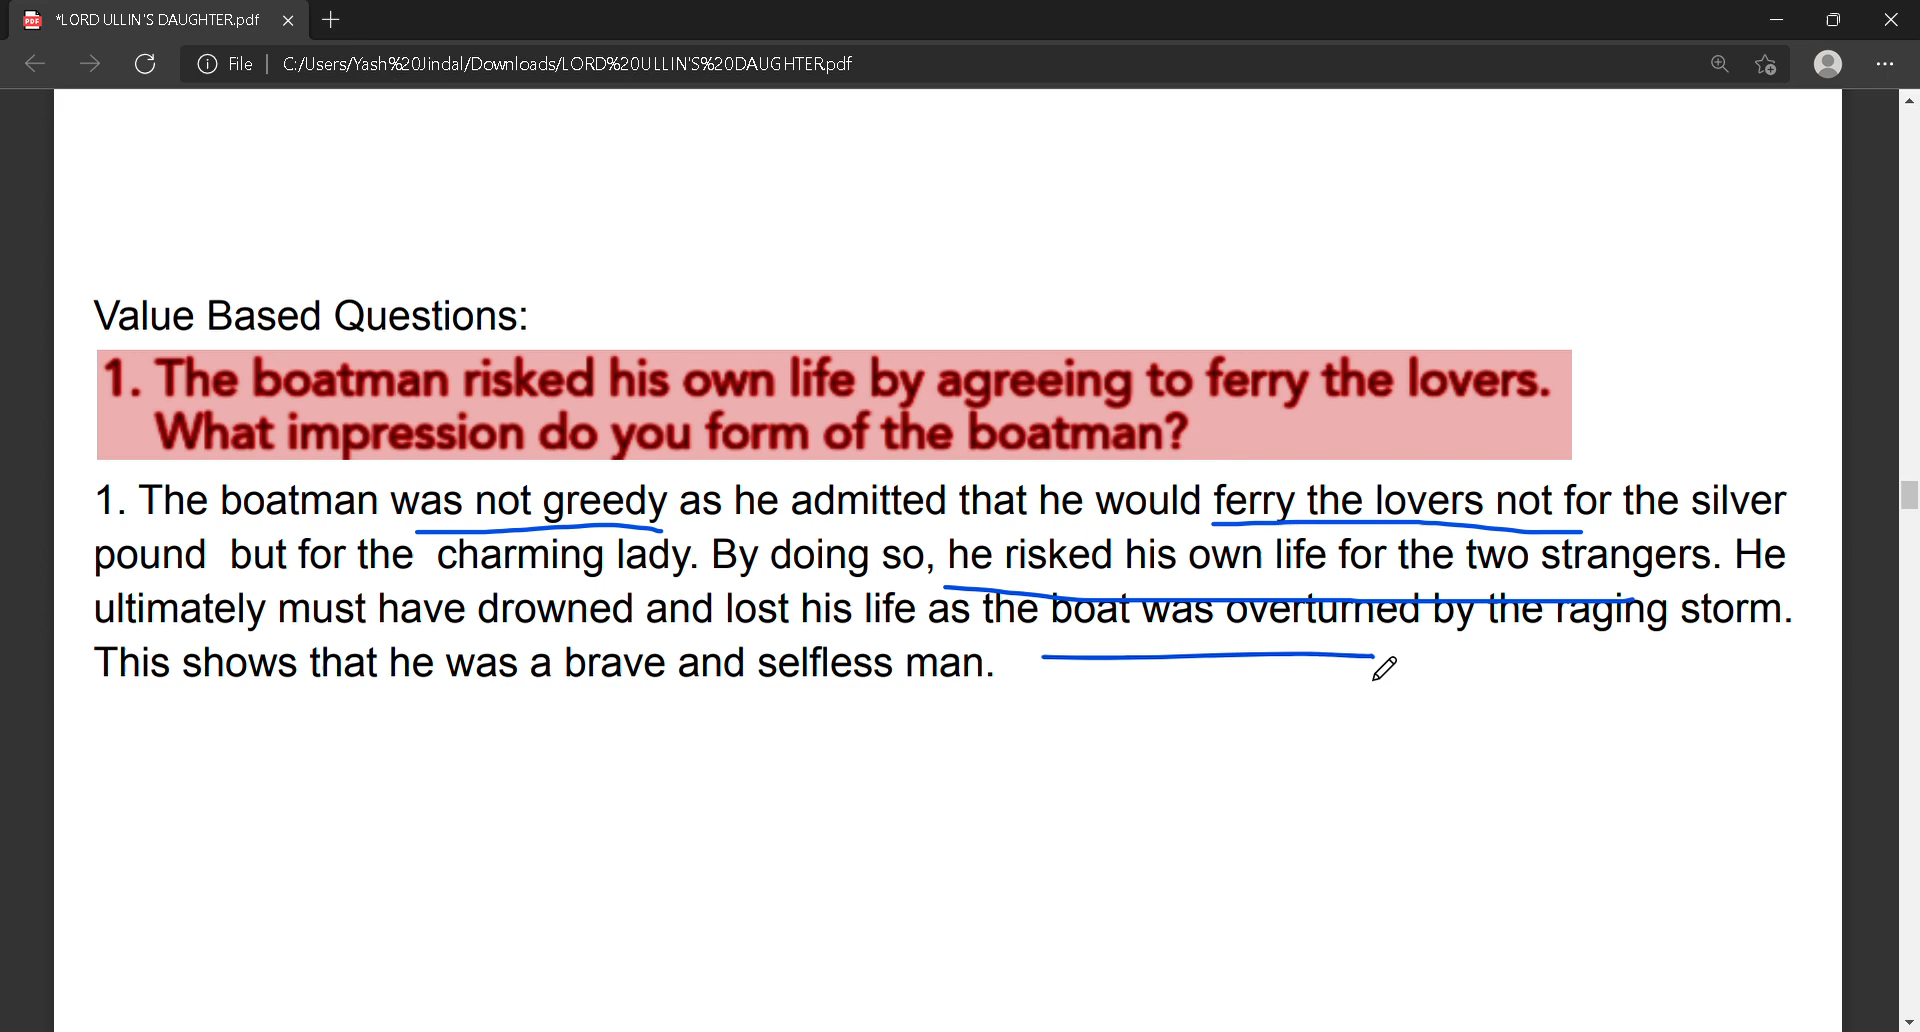 *LORD ULLIN'S DAUGHTER.pdf
File
C:/Users/Yash%20Jindal/Downloads/LORD%20ULLIN'S%20DAUGHTER.pdf
Value Based Questions:
1. The boatman risked his own life by agreeing to ferry the lovers.
What impression do you form of the boatman?
1. The boatman was not greedy as he admitted that he would ferry the lovers not for the silver
pound but for the charming lady. By doing so, he risked his own life for the two strangers. He
ultimately must have drowned and lost his life as the boat was overturned by the raging storm.
This shows that he was a brave and selfless man.